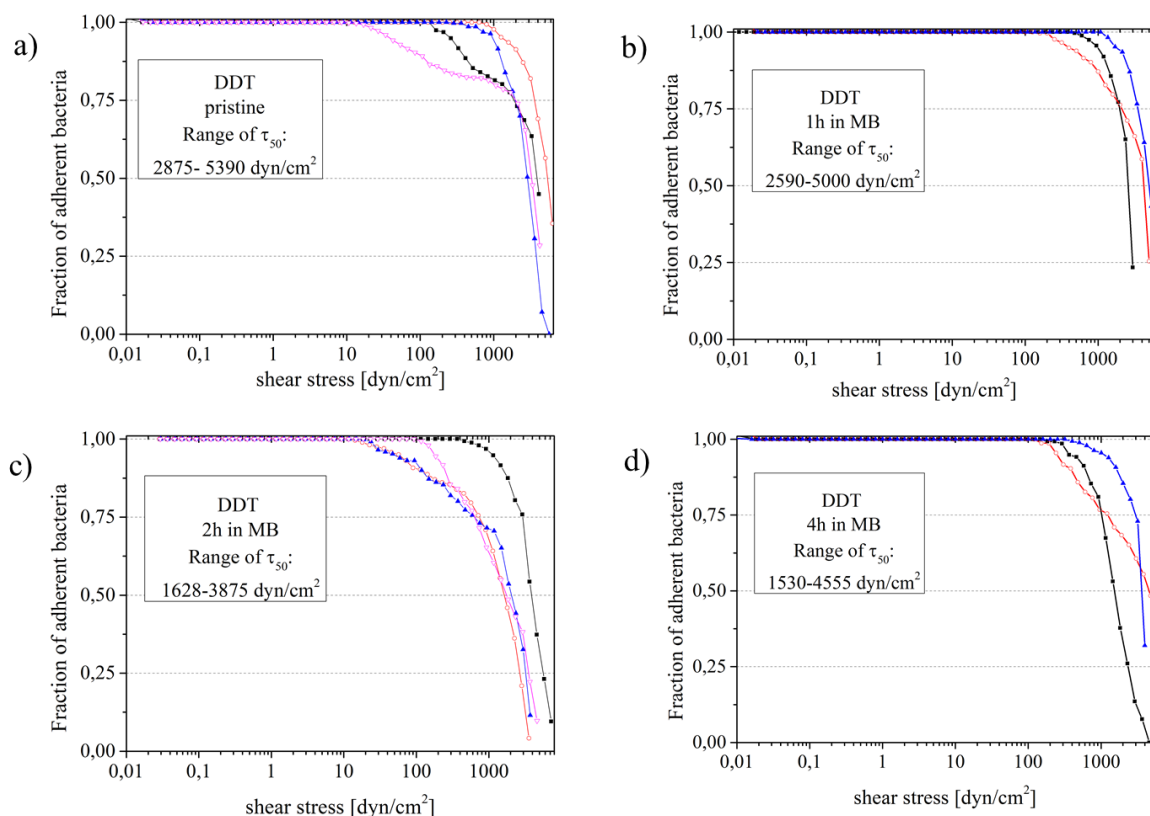 a)
1,00
0,75
0,50
0,25
0,00
Fraction of adherent bacteria
DDT
pristine
Range of τ50:
2875- 5390 dyn/cm2
0,01
0,1
1
10
100
1000
shear stress [dyn/cm2]
b)
1,00
0,75
0,50
0,25
0,00
Fraction of adherent bacteria
DDT
1h in MB
Range of τ50:
2590-5000 dyn/cm2
0,01
0,1
1
10
100
1000
shear stress [dyn/cm2]
c)
1,00
0,75
0,50
0,25
0,00
Fraction of adherent bacteria
DDT
2h in MB
Range of τ50:
1628-3875 dyn/cm2
0,01
0,1
1
10
100
1000
shear stress [dyn/cm2]
d)
1,00
0,75
0,50
0,25
0,00
Fraction of adherent bacteria
DDT
4h in MB
Range of τ50:
1530-4555 dyn/cm2
0,01
0,1
1
10
100
1000
shear stress [dyn/cm2]